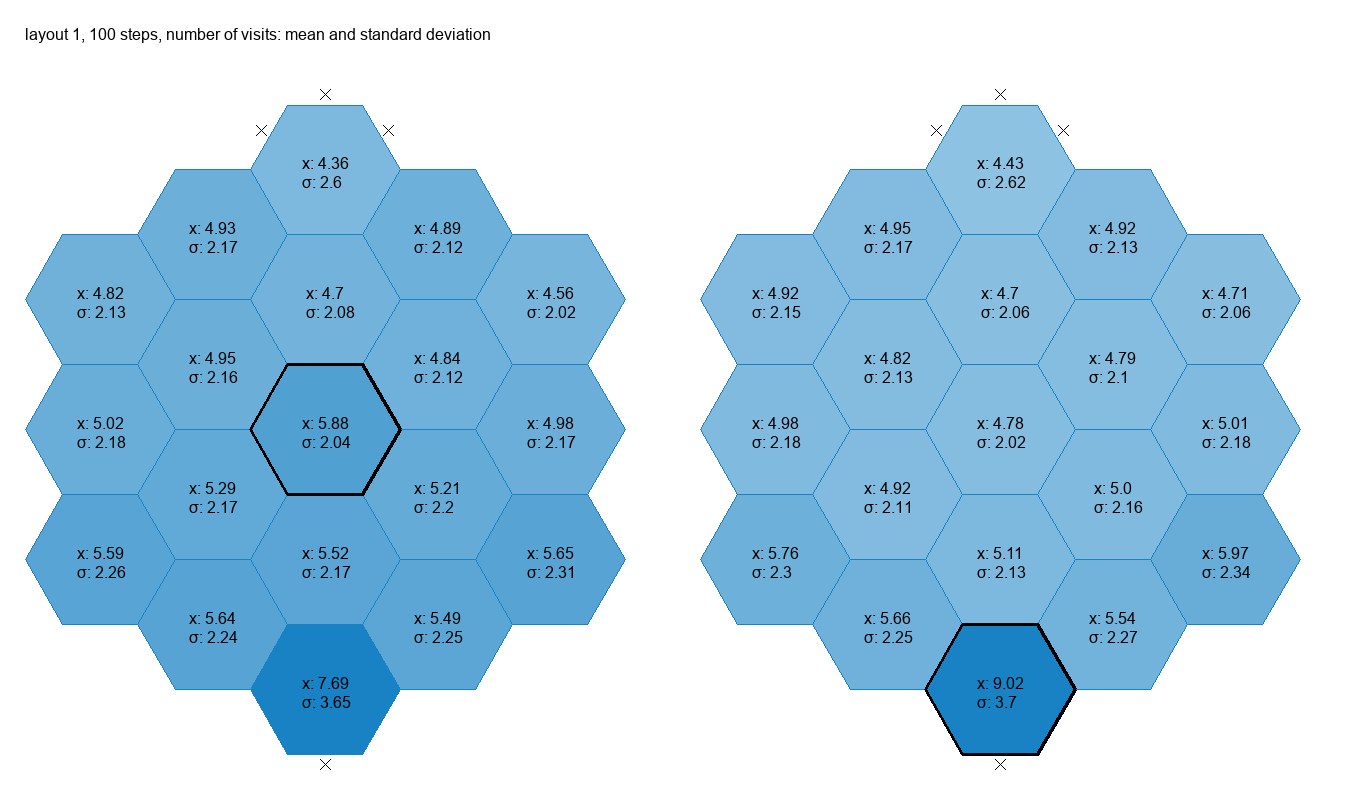 layout 1, 100 steps, number of visits: mean and standard deviation
x: 4.36
σ: 2.6
x: 4.93
σ: 2.17
x: 4.89
σ: 2.12
x: 4.82
σ: 2.13
x: 4.7
σ: 2.08
x: 4.56
σ: 2.02
x: 4.95
σ: 2.16
x: 4.84
σ: 2.12
x: 5.02
σ: 2.18
x: 5.88
σ: 2.04
x: 4.98
σ: 2.17
x: 5.29
σ: 2.17
x: 5.21
σ: 2.2
x: 5.59
σ: 2.26
x: 5.52
σ: 2.17
x: 5.65
σ: 2.31
x: 5.64
σ: 2.24
x: 5.49
σ: 2.25
x: 7.69
σ: 3.65
x: 4.43
σ: 2.62
x: 4.95
σ: 2.17
x: 4.92
σ: 2.13
x: 4.92
σ: 2.15
x: 4.7
σ: 2.06
x: 4.71
σ: 2.06
x: 4.82
σ: 2.13
x: 4.79
σ: 2.1
x: 4.98
σ: 2.18
x: 4.78
σ: 2.02
x: 5.01
σ: 2.18
x: 4.92
σ: 2.11
x: 5.0
σ: 2.16
x: 5.76
σ: 2.3
x: 5.11
σ: 2.13
x: 5.97
σ: 2.34
x: 5.66
σ: 2.25
x: 5.54
σ: 2.27
x: 9.02
σ: 3.7